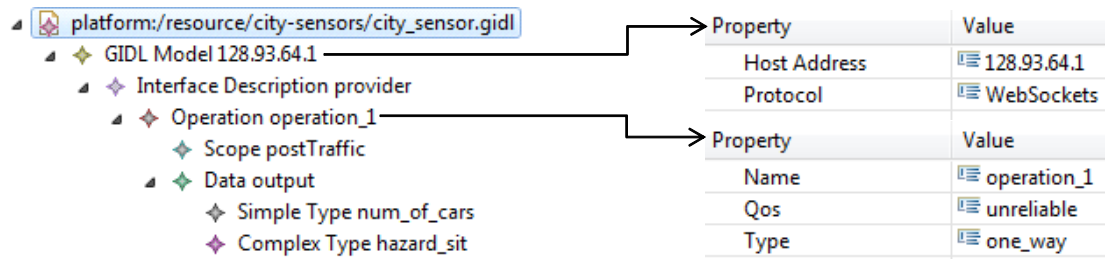 platform:/resource/city-sensors/city_sensor.gidl
GIDL Model 128.93.64.1
Interface Description provider
Operation operation_1
Scope postTraffic
Data output
Simple Type num_of_cars
Complex Type hazard_sit
Property Value
Host Address 128.93.64.1
Protocol WebSockets
Property Value
Name operation_1
Qos unreliable
Type one_way